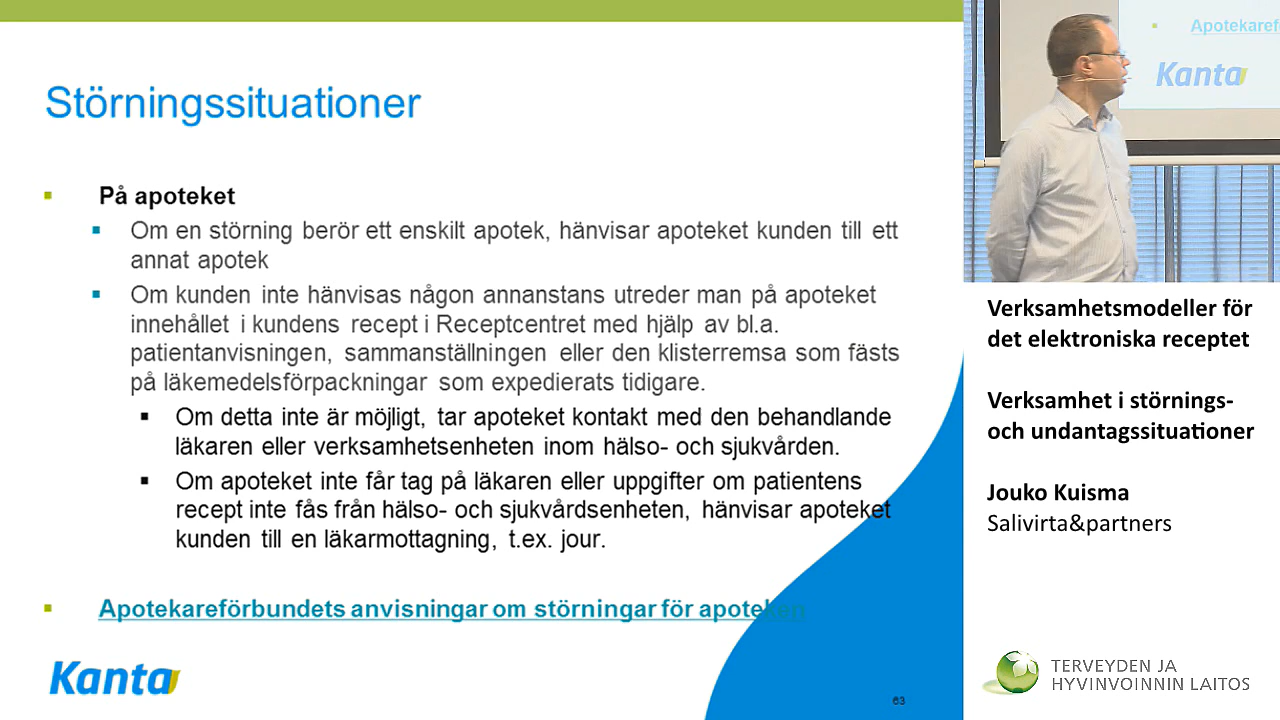 Störningssituationer
På apoteket
Om en störning berör ett enskilt apotek, hänvisar apoteket kunden till ett
annat apotek
Om kunden inte hänvisas någon annanstans utreder man på apoteket
innehållet i kundens recept i Receptcentret med hjälp av bl.a.
patientanvisningen, sammanställningen eller den klisterremsa som fästs
på läkemedelsförpackningar som expedierats tidigare.
Om detta inte är möjligt, tar apoteket kontakt med den behandlande
läkaren eller verksamhetsenheten inom hälso- och sjukvården.
Om apoteket inte får tag på läkaren eller uppgifter om patientens
recept inte fås från hälso- och sjukvårdsenheten, hänvisar apoteket
kunden till en läkarmottagning, t.ex. jour.
Apotekareförbundets anvisningar om störningar för apoteken
Kanta
63
Apotekaref
Kanta
Verksamhetsmodeller för
det elektroniska receptet
Verksamhet i störnings-
och undantagssituationer
Jouko Kuisma
Salivirta&partners
TERVEYDEN JA
HYVINVOINNIN LAITOS